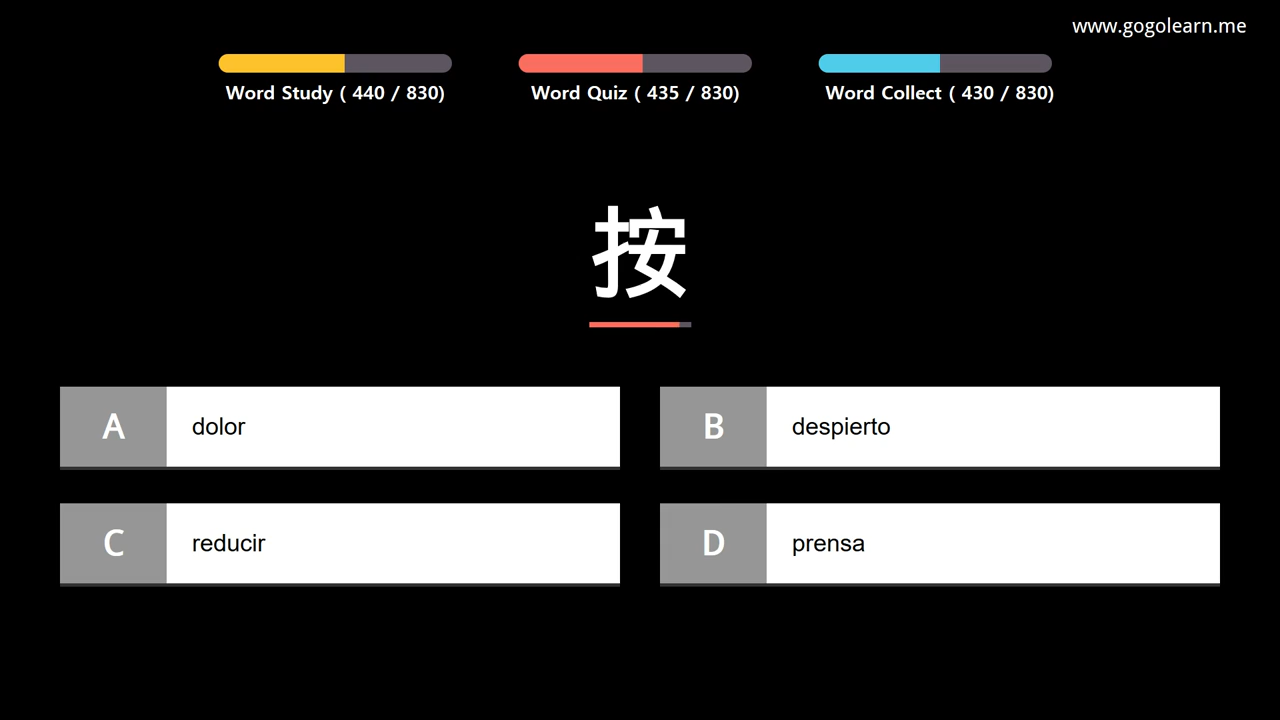 www.gogolearn.me
Word Study ( 440 / 830)
Word Quiz ( 435 / 830)
Word Collect ( 430 / 830)
按
A dolor
B despierto
C reducir
D prensa